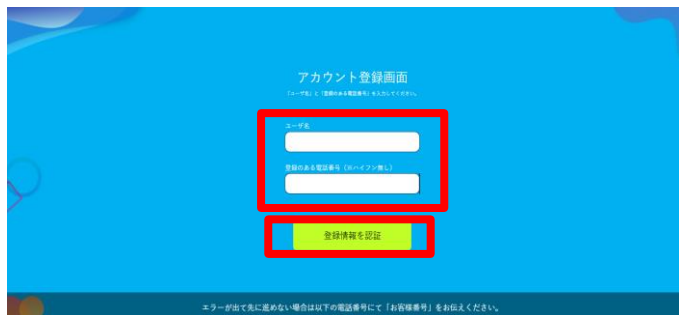 アカウント登録画面
「ユーザ名」と「登録のある電話番号」を入力してください。
ユーザ名
登録のある電話番号（※ハイフン無し）
登録情報を認証
エラーが出て先に進めない場合は以下の電話番号にて「お客様番号」をお伝えください。